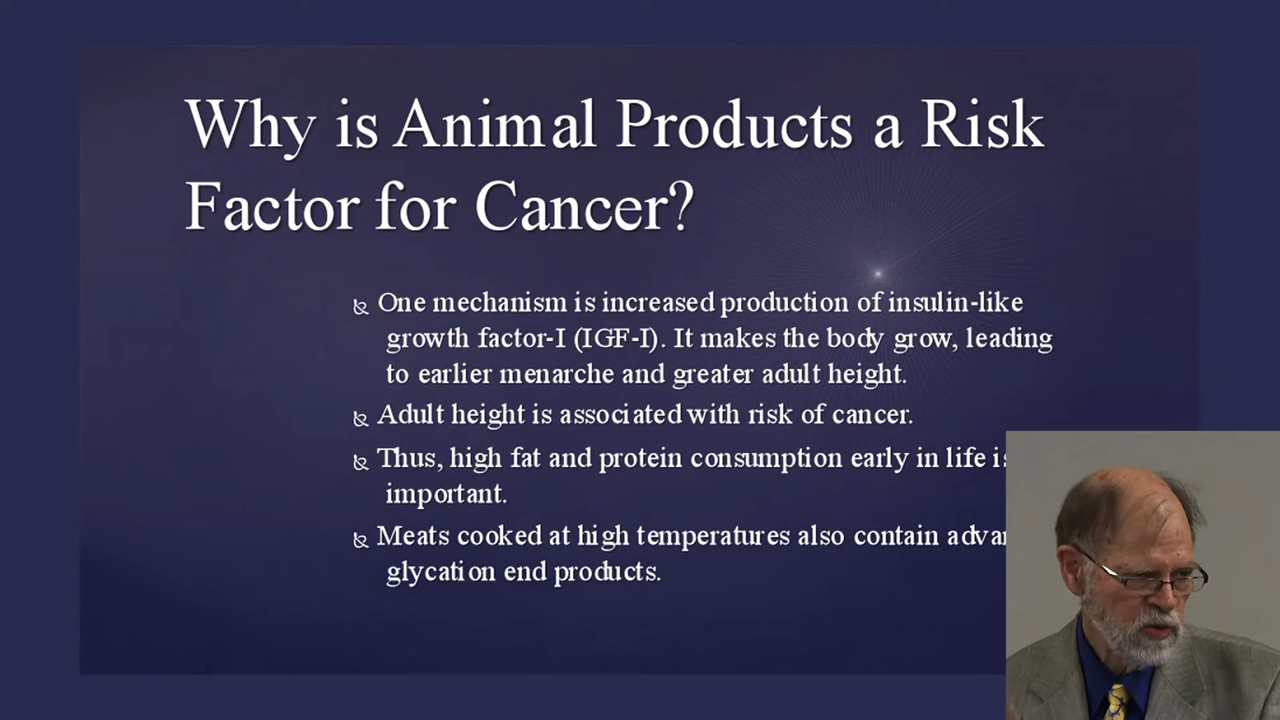 Why is Animal Products a Risk
Factor for Cancer?
One mechanism is increased production of insulin-like
growth factor-I (IGF-I). It makes the body grow, leading
to earlier menarche and greater adult height.
Adult height is associated with risk of cancer.
Thus, high fat and protein consumption early in life
important.
Meats cooked at high temperatures also contain
glycation end products.